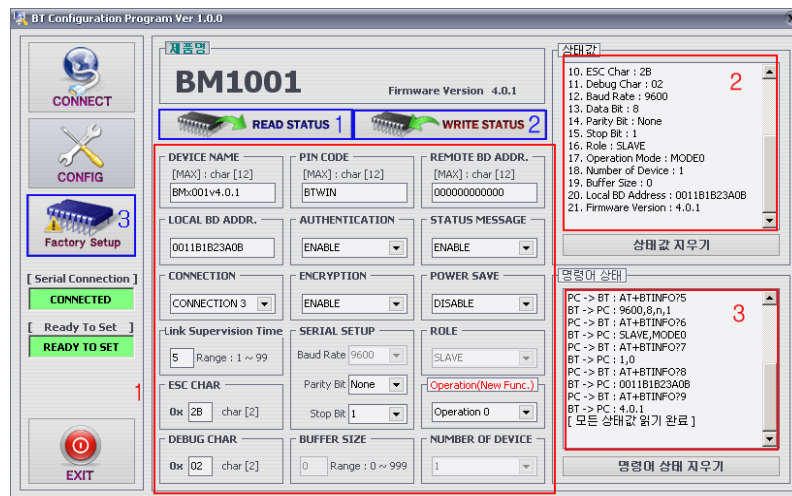 BT Configuration Program Ver 1.0.0
CONNECT
CONFIG
3
Factory Setup
[ Serial Connection ]
CONNECTED
[ Ready To Set ]
READY TO SET
1
EXIT
제품명
BM1001
Firmware Version 4.0.1
READ STATUS 1
WRITE STATUS 2
DEVICE NAME
[MAX] : char [12]
BMx001v4.0.1
PIN CODE
[MAX] : char [12]
BTWIN
REMOTE BD ADDR.
[MAX] : char [12]
000000000000
LOCAL BD ADDR.
0011B1B23A0B
AUTHENTICATION
ENABLE
STATUS MESSAGE
ENABLE
CONNECTION
CONNECTION 3
ENCRYPTION
ENABLE
POWER SAVE
DISABLE
Link Supervision Time
5 Range : 1 ~ 99
SERIAL SETUP
Baud Rate 9600
Parity Bit None
Stop Bit 1
ROLE
SLAVE
ESC CHAR
0x 2B char [2]
Operation(New Func.)
Operation 0
DEBUG CHAR
0x 02 char [2]
BUFFER SIZE
0 Range : 0 ~ 999
NUMBER OF DEVICE
1
상태값
2
10. ESC Char : 2B
11. Debug Char : 02
12. Baud Rate : 9600
13. Data Bit : 8
14. Parity Bit : None
15. Stop Bit : 1
16. Role : SLAVE
17. Operation Mode : MODE0
18. Number of Device : 1
19. Buffer Size : 0
20. Local BD Address : 0011B1B23A0B
21. Firmware Version : 4.0.1
상태값 지우기
명령어 상태
3
PC -> BT : AT+BTINFO?5
BT -> PC : 9600,8,n,1
PC -> BT : AT+BTINFO?6
BT -> PC : SLAVE,MODE0
PC -> BT : AT+BTINFO?7
BT -> PC : 1,0
PC -> BT : AT+BTINFO?8
BT -> PC : 0011B1B23A0B
PC -> BT : AT+BTINFO?9
BT -> PC : 4.0.1
[ 모든 상태값 읽기 완료 ]
명령어 상태 지우기